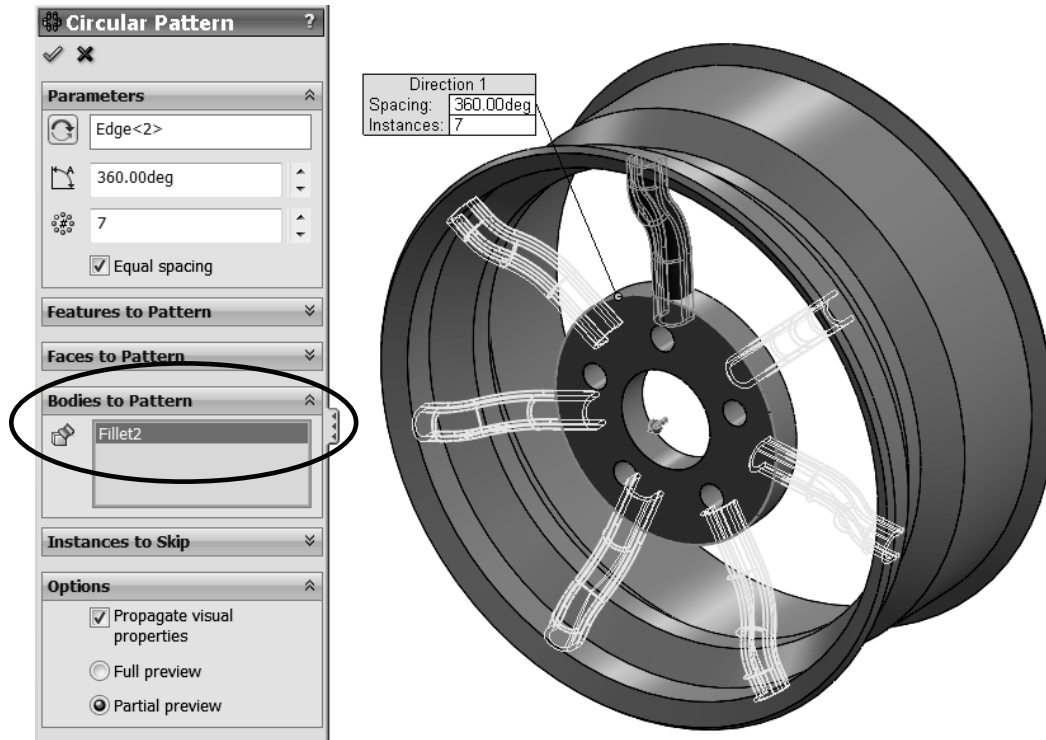 Circular Pattern ?
Parameters
Edge<2>
360.00deg
7
Equal spacing
Features to Pattern
Faces to Pattern
Bodies to Pattern
Fillet2
Instances to Skip
Options
Propagate visual
properties
Full preview
Partial preview
Direction 1
Spacing: 360.00deg
Instances: 7